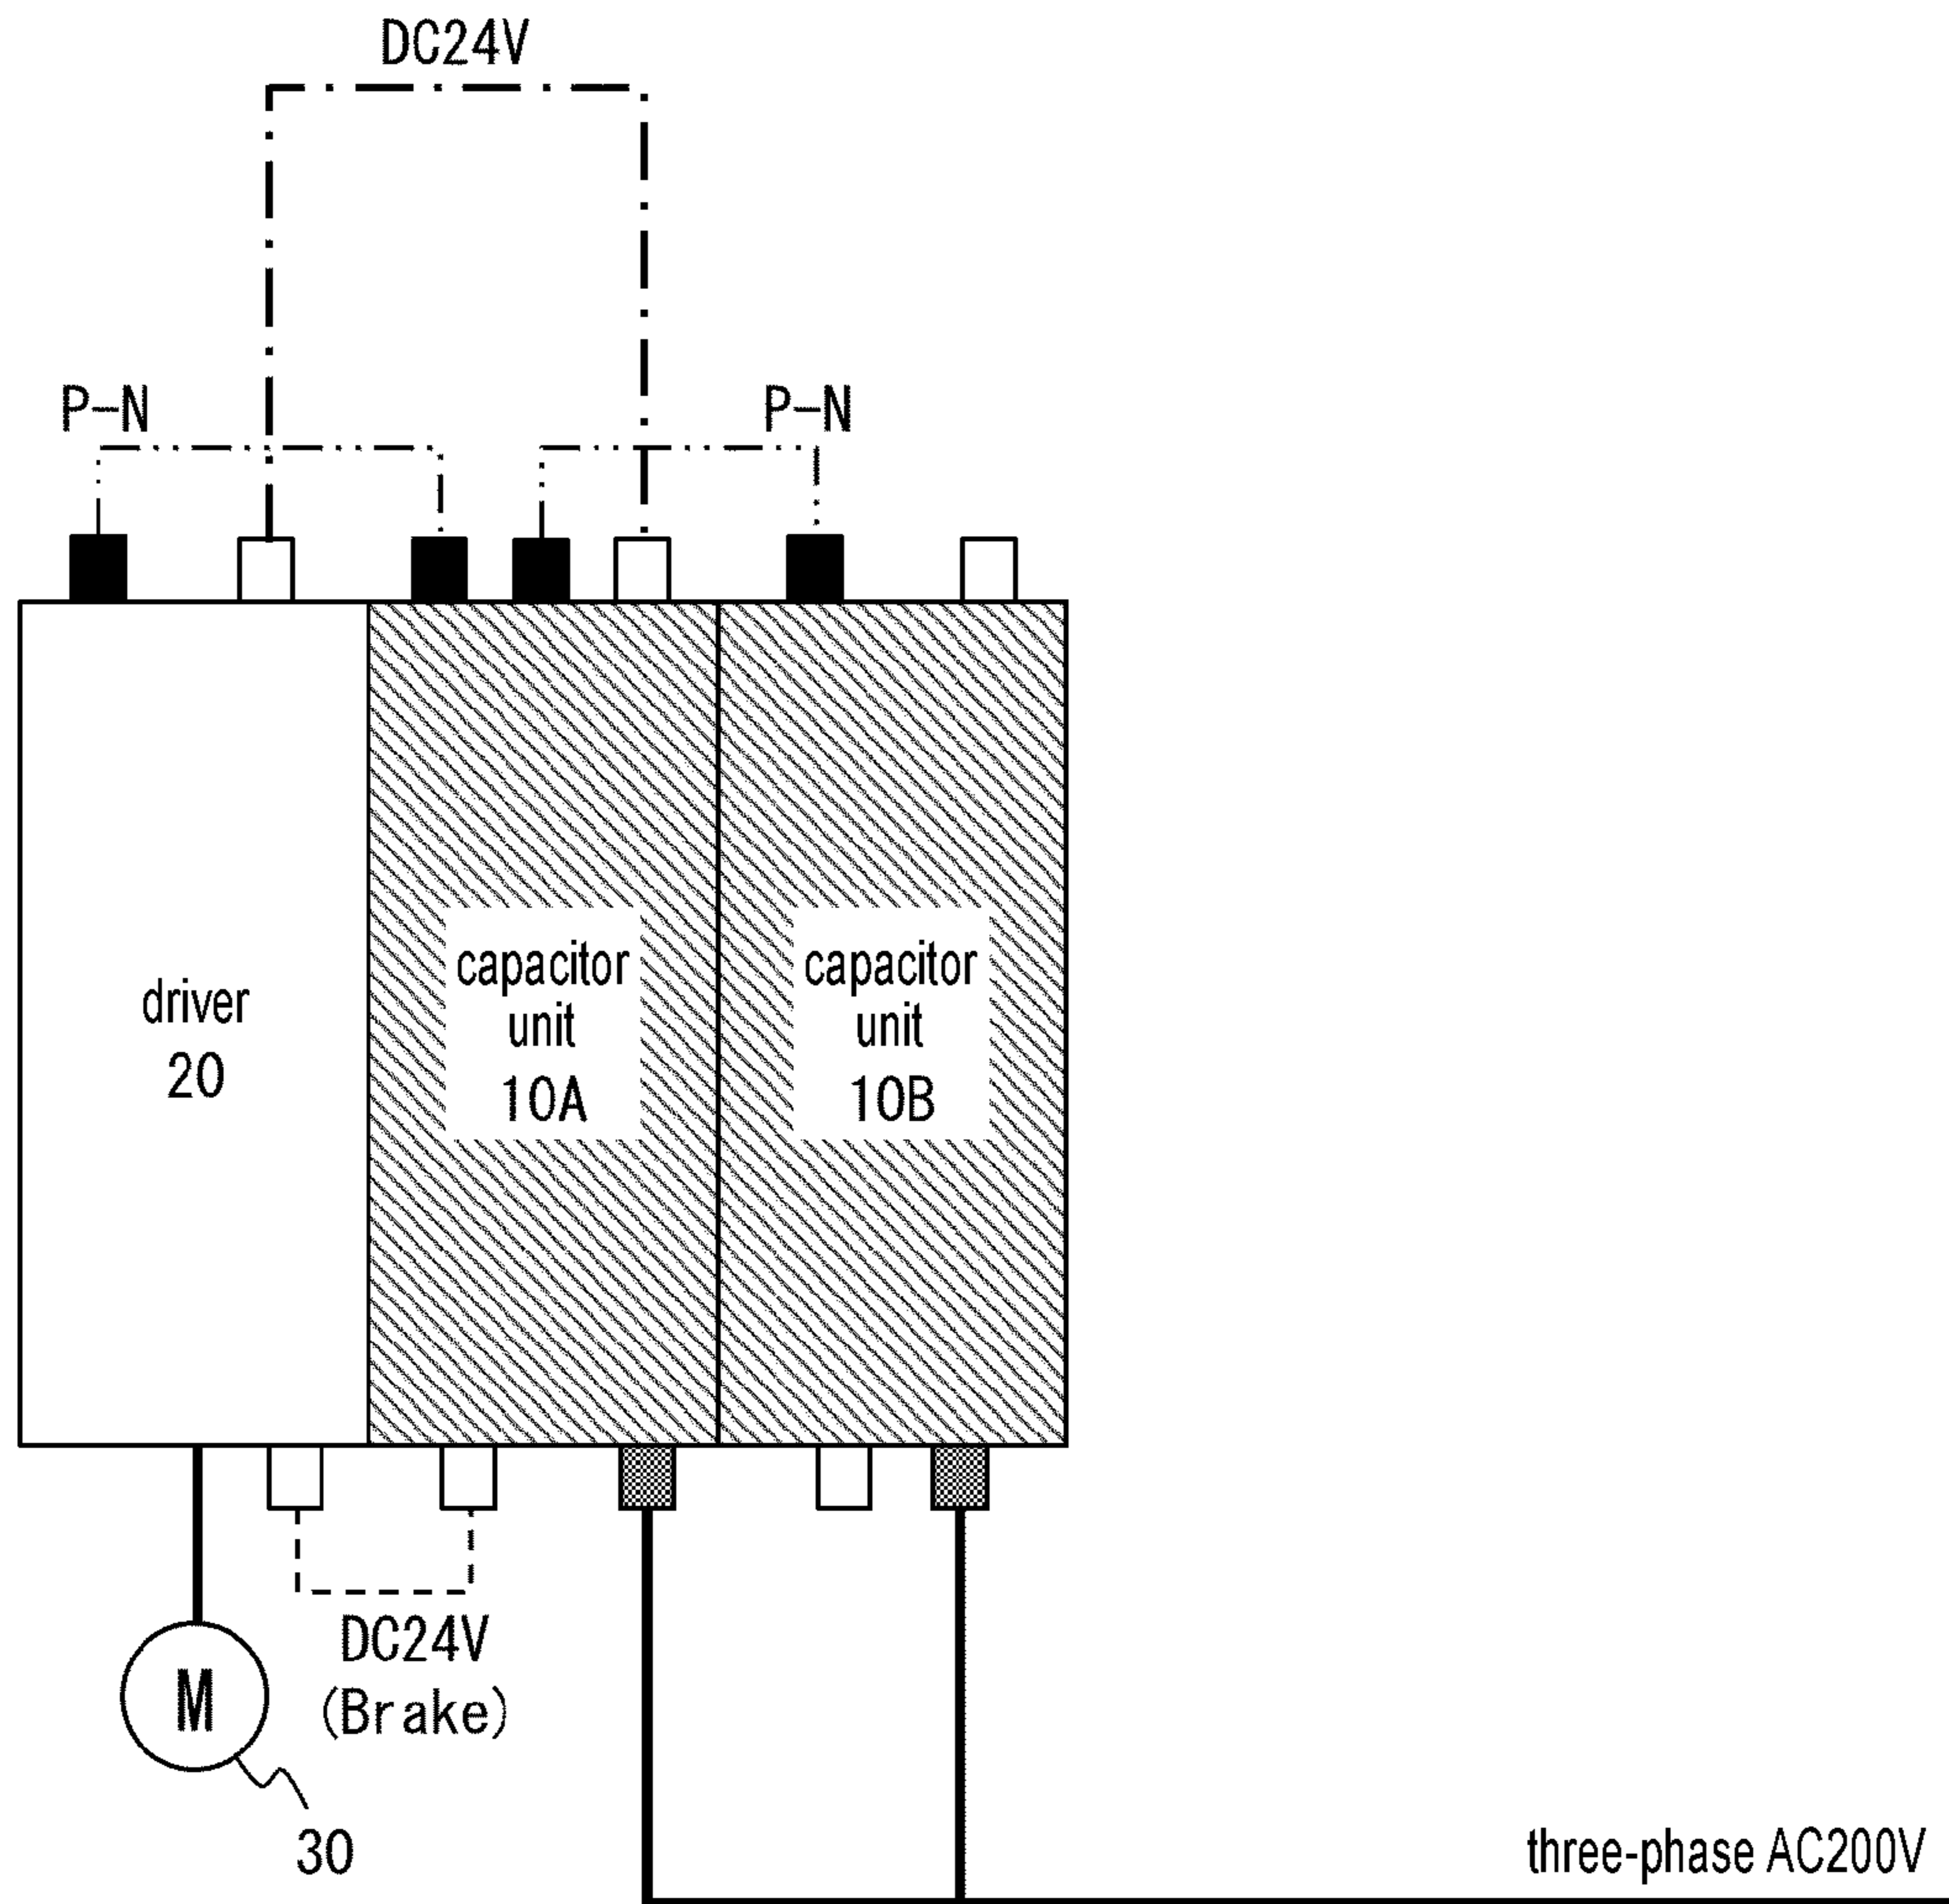 DC24V
P-N
P-N
driver
20
capacitor
unit
10A
capacitor
unit
10B
DC24V
(Brake)
M
30
three-phase AC200V